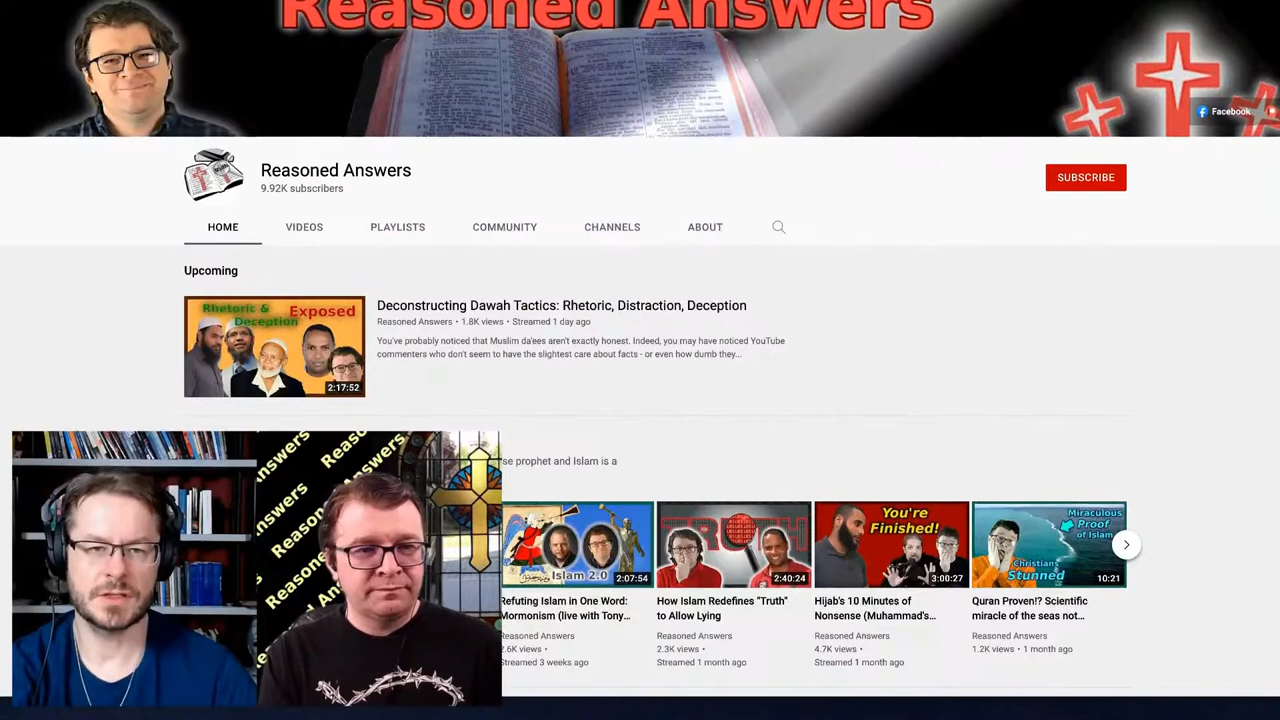 Reasoned Answers
Facebook
Reasoned Answers
9.92K subscribers
SUBSCRIBE
HOME
VIDEOS
PLAYLISTS
COMMUNITY
CHANNELS
ABOUT
Upcoming
Rhetoric &
Deception
Exposed
2:17:52
Deconstructing Dawah Tactics: Rhetoric, Distraction, Deception
Reasoned Answers • 1.8K views • Streamed 1 day ago
You've probably noticed that Muslim da'ees aren't exactly honest. Indeed, you may have noticed YouTube
commenters who don't seem to have the slightest care about facts - or even how dumb they...
se prophet and Islam is a
Islam 2.0
2:07:54
Refuting Islam in One Word:
Mormonism (live with Tony...
Reasoned Answers
2.6K views •
Streamed 3 weeks ago
TRUTH
2:40:24
How Islam Redefines "Truth"
to Allow Lying
Reasoned Answers
2.3K views •
Streamed 1 month ago
You're
Finished!
3:00:27
Hijab's 10 Minutes of
Nonsense (Muhammad's...
Reasoned Answers
4.7K views •
Streamed 1 month ago
Miraculous
Proof
of Islam
Christians
Stunned
10:21
Quran Proven!? Scientific
miracle of the seas not...
Reasoned Answers
1.2K views • 1 month ago
nswers
Reaso
Answers
Reasoned
Answers